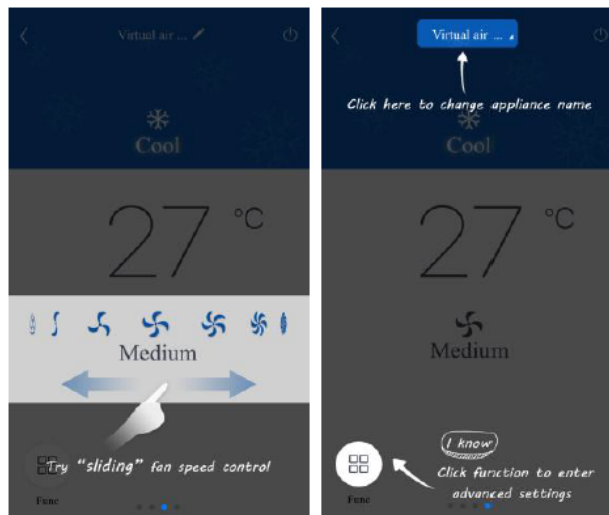 Virtual air ...
Cool
27 °C
Medium
Try "sliding" fan speed control
Func
Virtual air ...
Click here to change appliance name
Cool
27 °C
Medium
I know
Click function to enter
advanced settings
Func